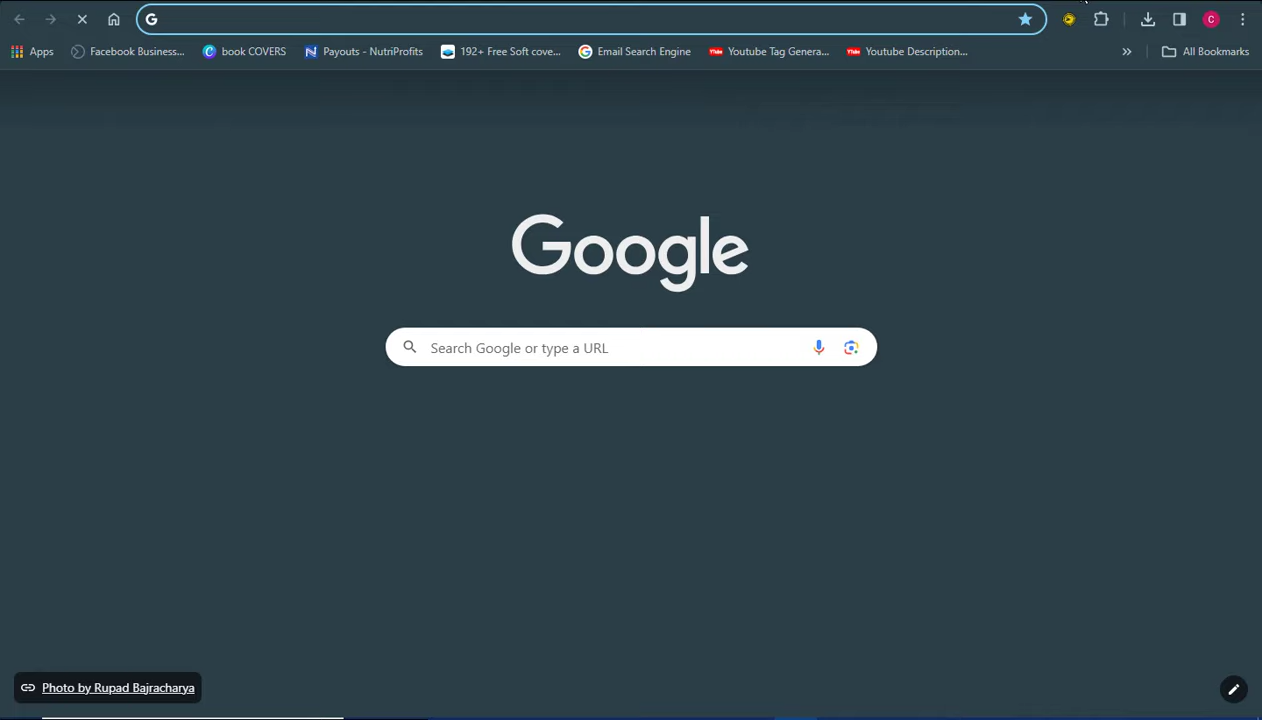 Apps Facebook Business... book COVERS Payouts - NutriProfits 192+ Free Soft cove... Email Search Engine Youtube Tag Genera... Youtube Description... » All Bookmarks
Google
Search Google or type a URL
Photo by Rupad Bajracharya